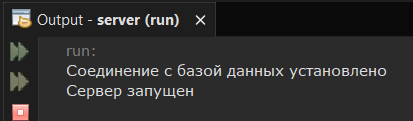 Output - server (run)
run:
Соединение с базой данных установлено
Сервер запущен